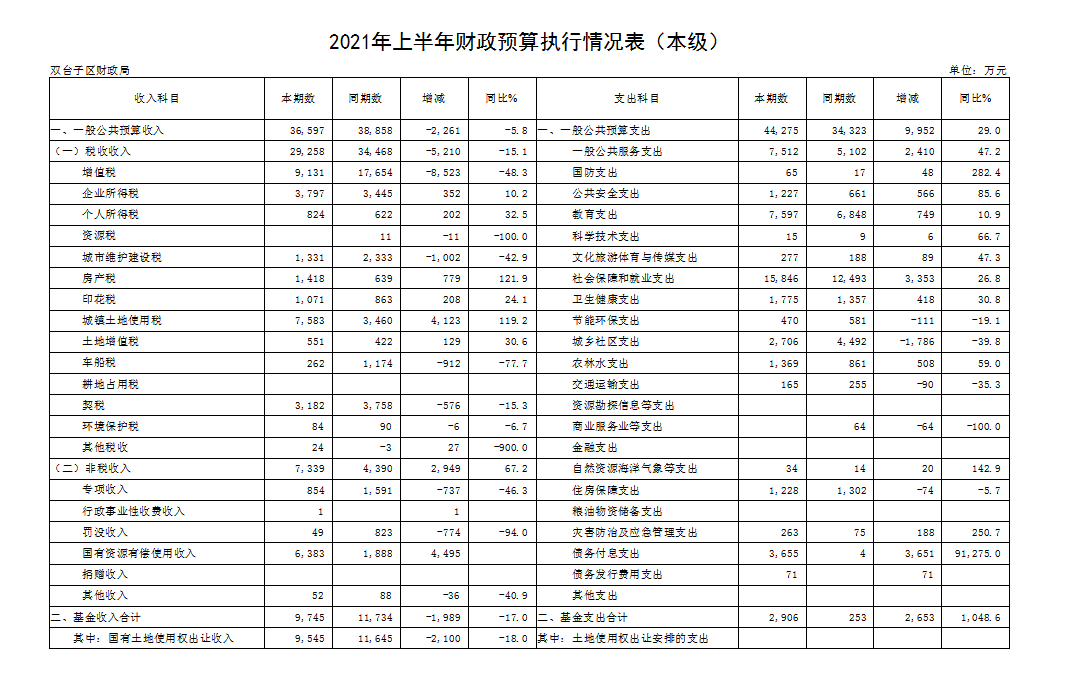 2021年上半年财政预算执行情况表（本级）
双台子区财政局 单位：万元
收入科目 本期数 同期数 增减 同比% 支出科目 本期数 同期数 增减 同比%
一、一般公共预算收入 36,597 38,858 -2,261 -5.8 一、一般公共预算支出 44,275 34,323 9,952 29.0
（一）税收收入 29,258 34,468 -5,210 -15.1 一般公共服务支出 7,512 5,102 2,410 47.2
增值税 9,131 17,654 -8,523 -48.3 国防支出 65 17 48 282.4
企业所得税 3,797 3,445 352 10.2 公共安全支出 1,227 661 566 85.6
个人所得税 824 622 202 32.5 教育支出 7,597 6,848 749 10.9
资源税 11 -11 -100.0 科学技术支出 15 9 6 66.7
城市维护建设税 1,331 2,333 -1,002 -42.9 文化旅游体育与传媒支出 277 188 89 47.3
房产税 1,418 639 779 121.9 社会保障和就业支出 15,846 12,493 3,353 26.8
印花税 1,071 863 208 24.1 卫生健康支出 1,775 1,357 418 30.8
城镇土地使用税 7,583 3,460 4,123 119.2 节能环保支出 470 581 -111 -19.1
土地增值税 551 422 129 30.6 城乡社区支出 2,706 4,492 -1,786 -39.8
车船税 262 1,174 -912 -77.7 农林水支出 1,369 861 508 59.0
耕地占用税 交通运输支出 165 255 -90 -35.3
契税 3,182 3,758 -576 -15.3 资源勘探信息等支出
环境保护税 84 90 -6 -6.7 商业服务业等支出 64 -64 -100.0
其他税收 24 -3 27 -900.0 金融支出
（二）非税收入 7,339 4,390 2,949 67.2 自然资源海洋气象等支出 34 14 20 142.9
专项收入 854 1,591 -737 -46.3 住房保障支出 1,228 1,302 -74 -5.7
行政事业性收费收入 1 1 粮油物资储备支出
罚没收入 49 823 -774 -94.0 灾害防治及应急管理支出 263 75 188 250.7
国有资源有偿使用收入 6,383 1,888 4,495 债务付息支出 3,655 4 3,651 91,275.0
捐赠收入 债务发行费用支出 71 71
其他收入 52 88 -36 -40.9 其他支出
二、基金收入合计 9,745 11,734 -1,989 -17.0 二、基金支出合计 2,906 253 2,653 1,048.6
其中：国有土地使用权出让收入 9,545 11,645 -2,100 -18.0 其中：土地使用权出让安排的支出